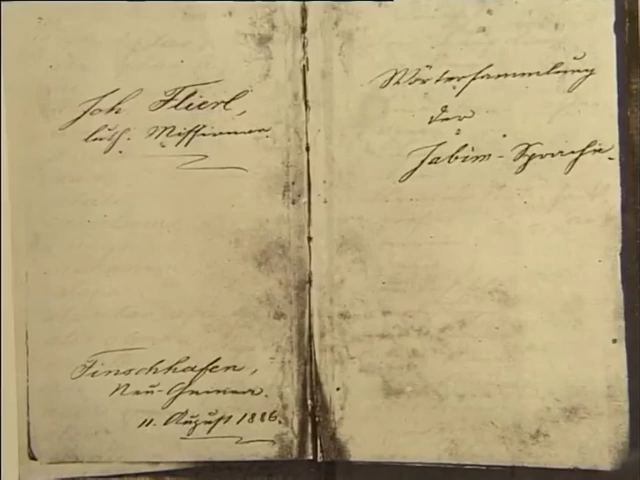 Joh Flierl,
luth. Missionar.
Finschhafen,
Neu-Guinea.
11. August 1886.
Wörtersammlung
der
Jabim-Sprache.